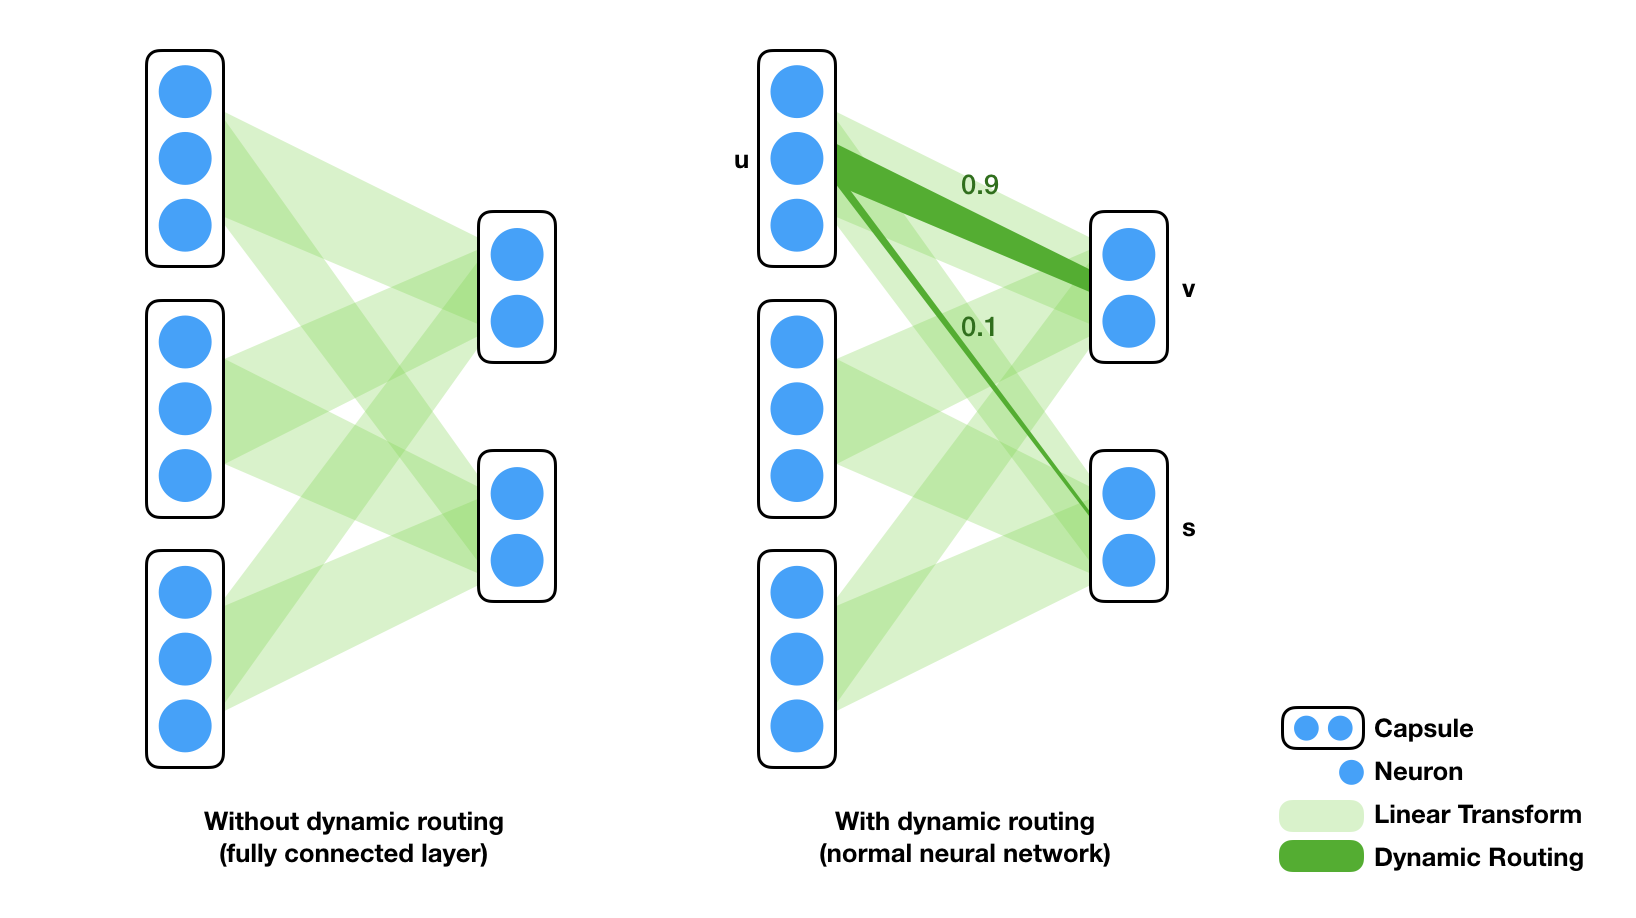 u
0.9
0.1
v
s
Without dynamic routing
(fully connected layer)
With dynamic routing
(normal neural network)
Capsule
Neuron
Linear Transform
Dynamic Routing